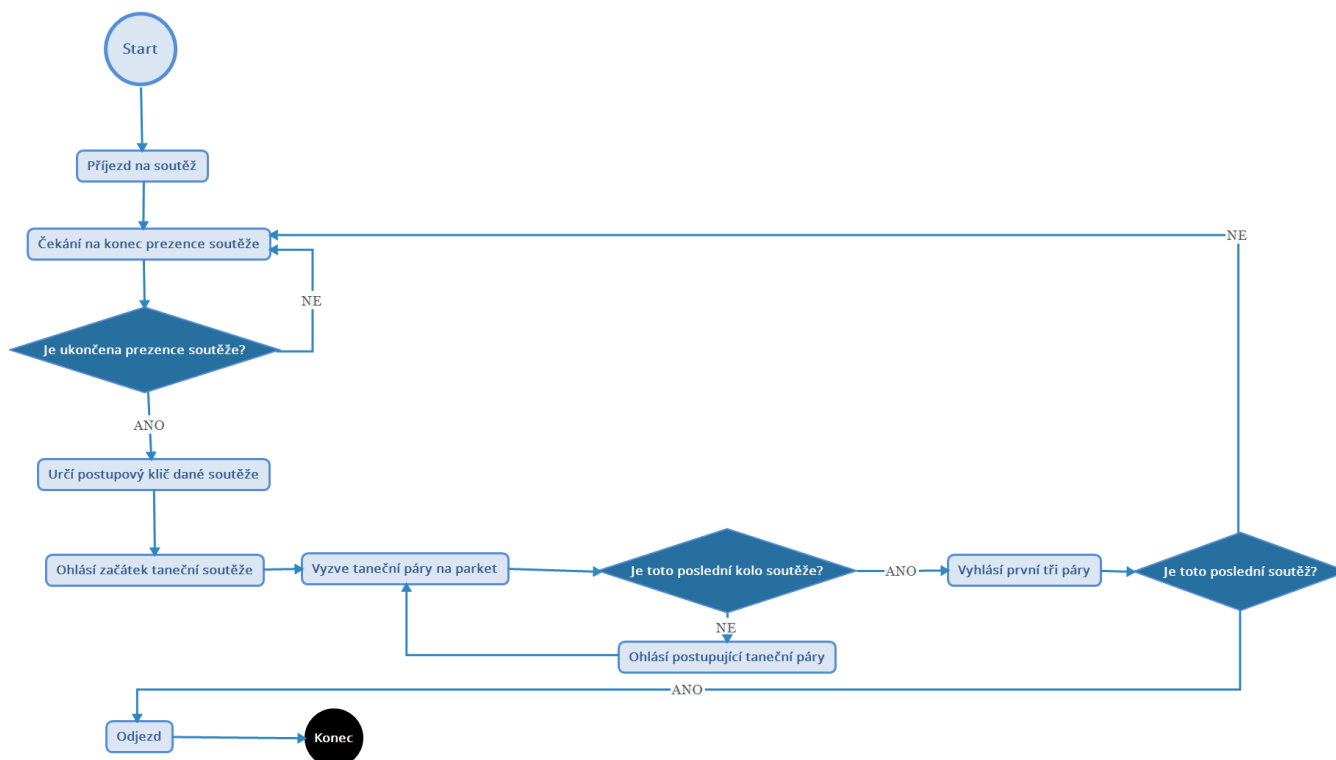 Start
Příjezd na soutěž
Čekání na konec prezence soutěže
NE
NE
Je ukončena prezence soutěže?
ANO
Určí postupový klič dané soutěže
Ohlásí začátek taneční soutěže
Vyzve taneční páry na parket
Je toto poslední kolo soutěže?
ANO
Vyhlásí první tři páry
Je toto poslední soutěž?
NE
Ohlásí postupující taneční páry
ANO
Odjezd
Konec